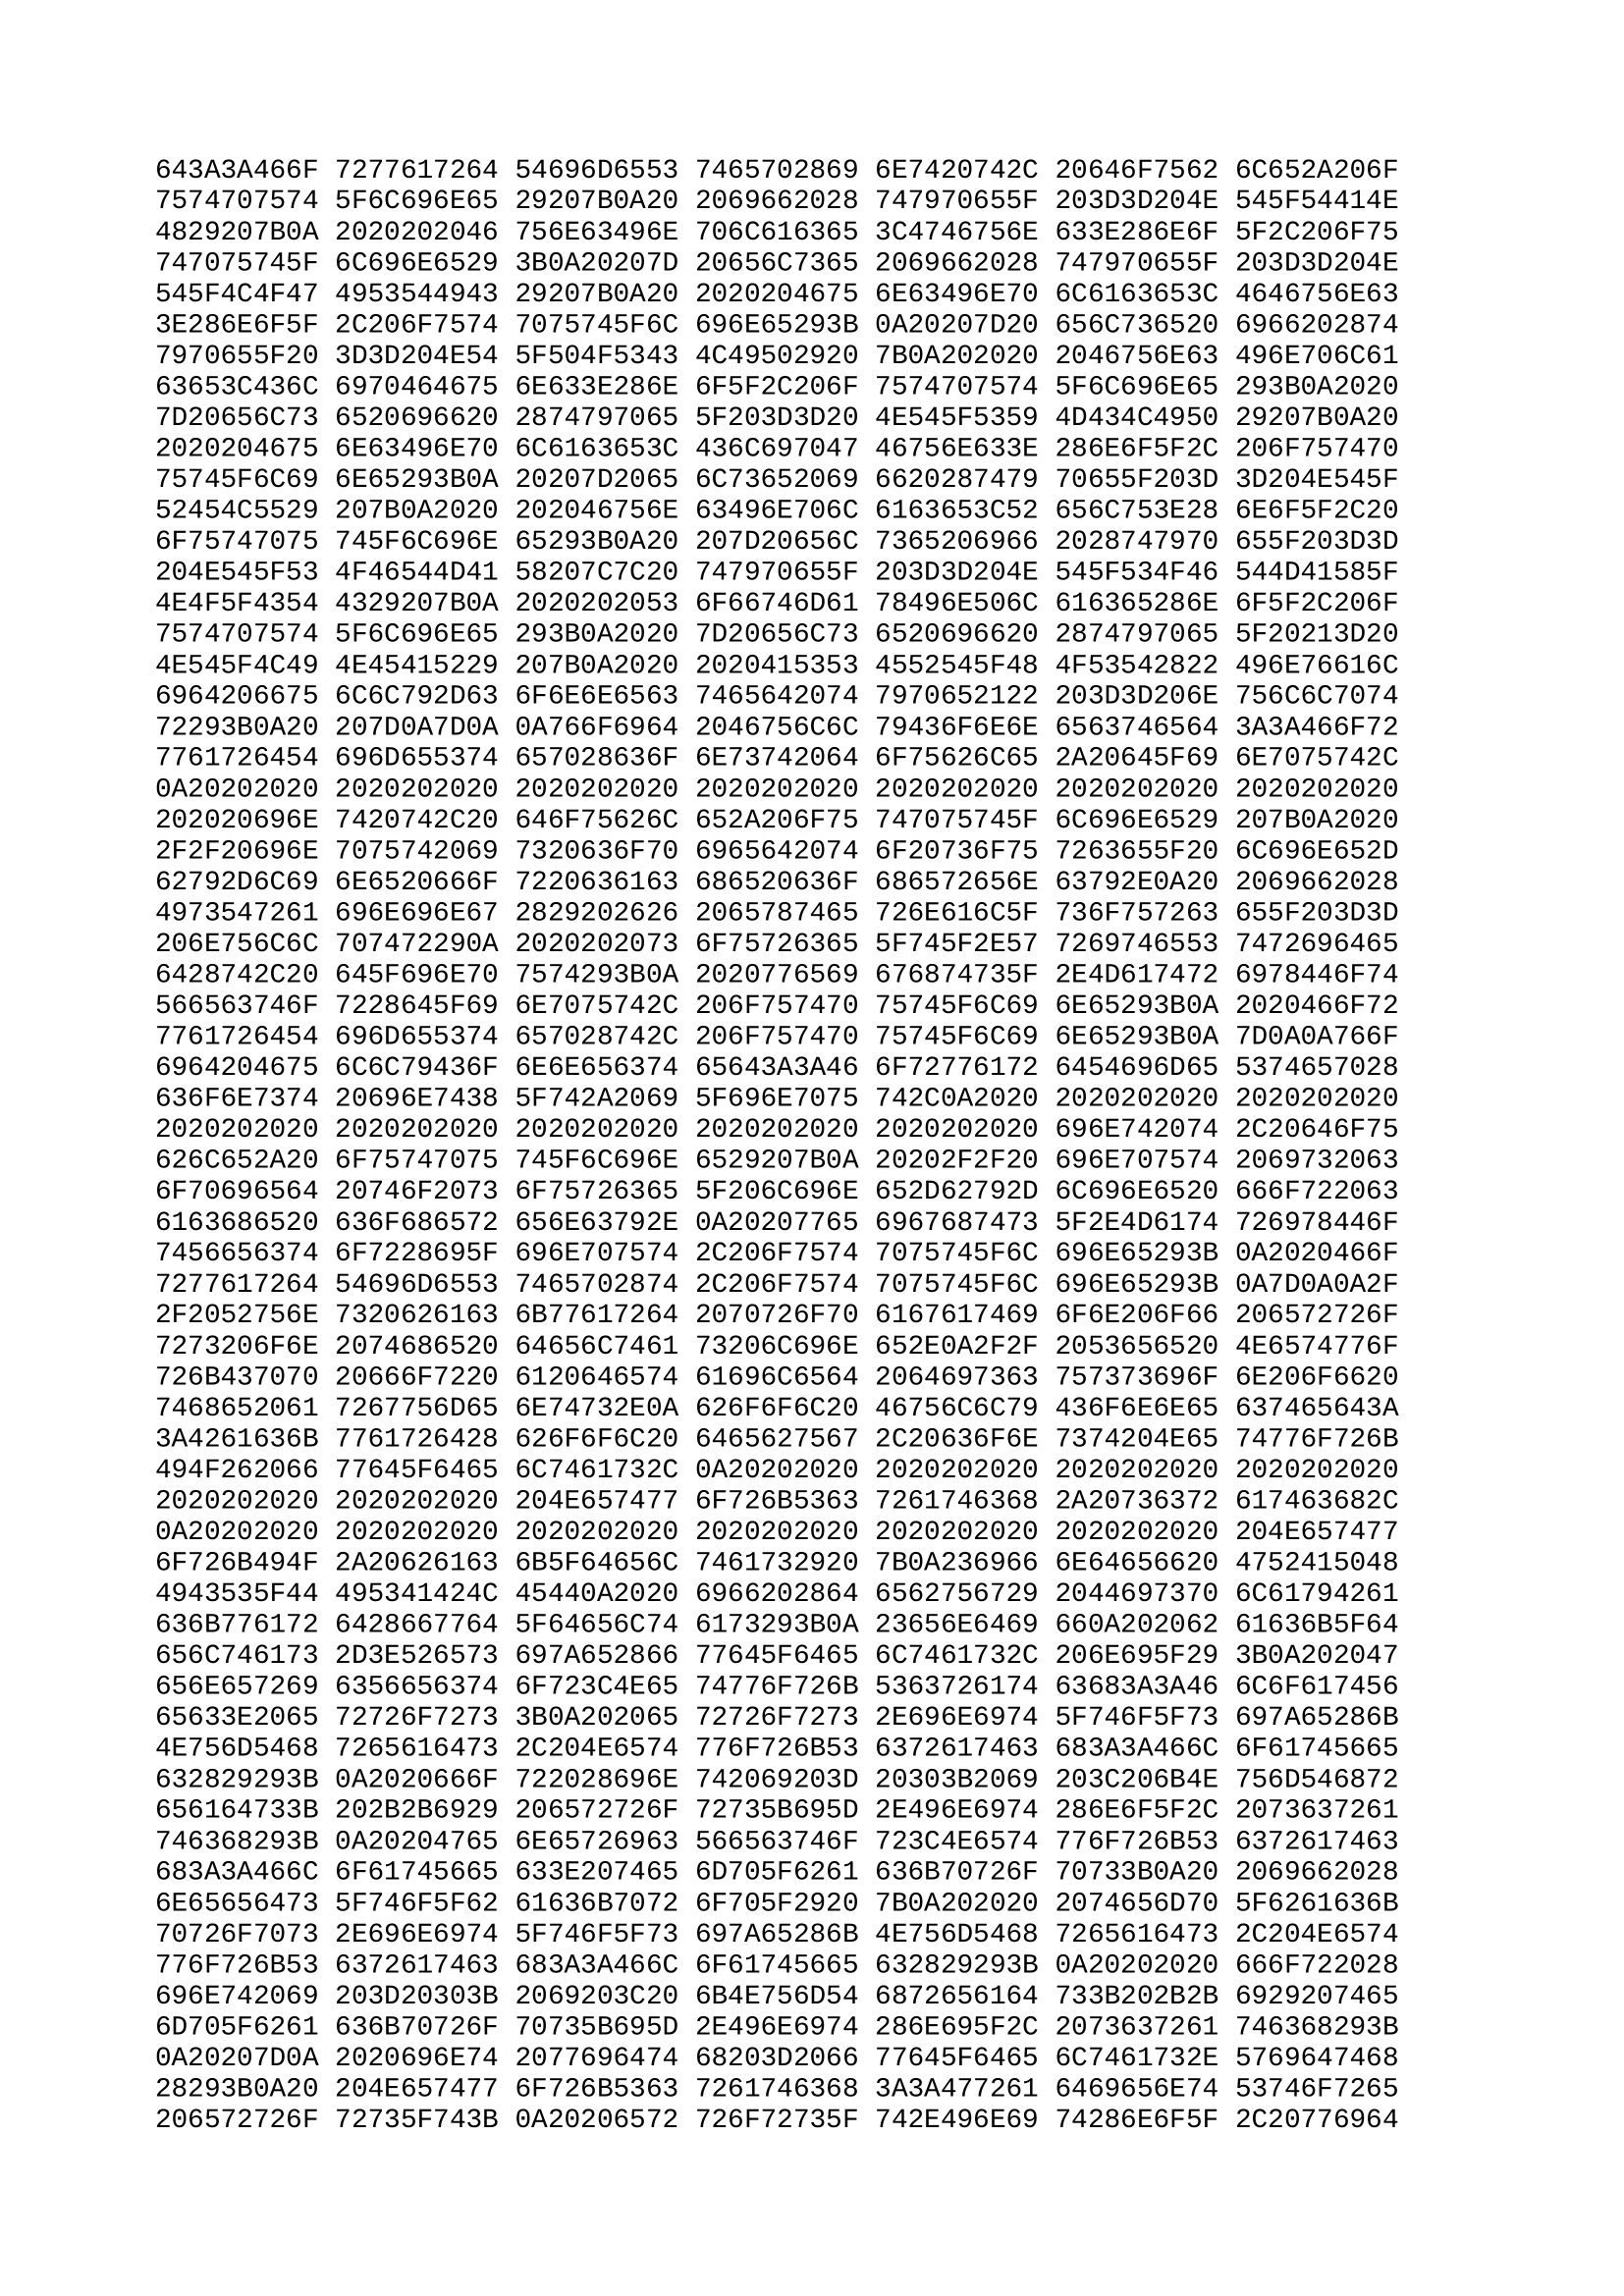 643A3A466F 7277617264 54696D6553 7465702869 6E7420742C 20646F7562 6C652A206F
7574707574 5F6C696E65 29207B0A20 2069662028 747970655F 203D3D204E 545F54414E
4829207B0A 2020202046 756E63496E 706C616365 3C4746756E 633E286E6F 5F2C206F75
747075745F 6C696E6529 3B0A20207D 20656C7365 2069662028 747970655F 203D3D204E
545F4C4F47 4953544943 29207B0A20 2020204675 6E63496E70 6C6163653C 4646756E63
3E286E6F5F 2C206F7574 7075745F6C 696E65293B 0A20207D20 656C736520 6966202874
7970655F20 3D3D204E54 5F504F5343 4C49502920 7B0A202020 2046756E63 496E706C61
63653C436C 6970464675 6E633E286E 6F5F2C206F 7574707574 5F6C696E65 293B0A2020
7D20656C73 6520696620 2874797065 5F203D3D20 4E545F5359 4D434C4950 29207B0A20
2020204675 6E63496E70 6C6163653C 436C697047 46756E633E 286E6F5F2C 206F757470
75745F6C69 6E65293B0A 20207D2065 6C73652069 6620287479 70655F203D 3D204E545F
52454C5529 207B0A2020 202046756E 63496E706C 6163653C52 656C753E28 6E6F5F2C20
6F75747075 745F6C696E 65293B0A20 207D20656C 7365206966 2028747970 655F203D3D
204E545F53 4F46544D41 58207C7C20 747970655F 203D3D204E 545F534F46 544D41585F
4E4F5F4354 4329207B0A 2020202053 6F66746D61 78496E506C 616365286E 6F5F2C206F
7574707574 5F6C696E65 293B0A2020 7D20656C73 6520696620 2874797065 5F20213D20
4E545F4C49 4E45415229 207B0A2020 2020415353 4552545F48 4F53542822 496E76616C
6964206675 6C6C792D63 6F6E6E6563 7465642074 7970652122 203D3D206E 756C6C7074
72293B0A20 207D0A7D0A 0A766F6964 2046756C6C 79436F6E6E 6563746564 3A3A466F72
7761726454 696D655374 657028636F 6E73742064 6F75626C65 2A20645F69 6E7075742C
0A20202020 2020202020 2020202020 2020202020 2020202020 2020202020 2020202020
202020696E 7420742C20 646F75626C 652A206F75 747075745F 6C696E6529 207B0A2020
2F2F20696E 7075742069 7320636F70 6965642074 6F20736F75 7263655F20 6C696E652D
62792D6C69 6E6520666F 7220636163 686520636F 686572656E 63792E0A20 2069662028
4973547261 696E696E67 2829202626 2065787465 726E616C5F 736F757263 655F203D3D
206E756C6C 707472290A 2020202073 6F75726365 5F745F2E57 7269746553 7472696465
6428742C20 645F696E70 7574293B0A 2020776569 676874735F 2E4D617472 6978446F74
566563746F 7228645F69 6E7075742C 206F757470 75745F6C69 6E65293B0A 2020466F72
7761726454 696D655374 657028742C 206F757470 75745F6C69 6E65293B0A 7D0A0A766F
6964204675 6C6C79436F 6E6E656374 65643A3A46 6F72776172 6454696D65 5374657028
636F6E7374 20696E7438 5F742A2069 5F696E7075 742C0A2020 2020202020 2020202020
2020202020 2020202020 2020202020 2020202020 2020202020 696E742074 2C20646F75
626C652A20 6F75747075 745F6C696E 6529207B0A 20202F2F20 696E707574 2069732063
6F70696564 20746F2073 6F75726365 5F206C696E 652D62792D 6C696E6520 666F722063
6163686520 636F686572 656E63792E 0A20207765 6967687473 5F2E4D6174 726978446F
7456656374 6F7228695F 696E707574 2C206F7574 7075745F6C 696E65293B 0A2020466F
7277617264 54696D6553 7465702874 2C206F7574 7075745F6C 696E65293B 0A7D0A0A2F
2F2052756E 7320626163 6B77617264 2070726F70 6167617469 6F6E206F66 206572726F
7273206F6E 2074686520 64656C7461 73206C696E 652E0A2F2F 2053656520 4E6574776F
726B437070 20666F7220 6120646574 61696C6564 2064697363 757373696F 6E206F6620
7468652061 7267756D65 6E74732E0A 626F6F6C20 46756C6C79 436F6E6E65 637465643A
3A4261636B 7761726428 626F6F6C20 6465627567 2C20636F6E 7374204E65 74776F726B
494F262066 77645F6465 6C7461732C 0A20202020 2020202020 2020202020 2020202020
2020202020 2020202020 204E657477 6F726B5363 7261746368 2A20736372 617463682C
0A20202020 2020202020 2020202020 2020202020 2020202020 2020202020 204E657477
6F726B494F 2A20626163 6B5F64656C 7461732920 7B0A236966 6E64656620 4752415048
4943535F44 495341424C 45440A2020 6966202864 6562756729 2044697370 6C61794261
636B776172 6428667764 5F64656C74 6173293B0A 23656E6469 660A202062 61636B5F64
656C746173 2D3E526573 697A652866 77645F6465 6C7461732C 206E695F29 3B0A202047
656E657269 6356656374 6F723C4E65 74776F726B 5363726174 63683A3A46 6C6F617456
65633E2065 72726F7273 3B0A202065 72726F7273 2E696E6974 5F746F5F73 697A65286B
4E756D5468 7265616473 2C204E6574 776F726B53 6372617463 683A3A466C 6F61745665
632829293B 0A2020666F 722028696E 742069203D 20303B2069 203C206B4E 756D546872
656164733B 202B2B6929 206572726F 72735B695D 2E496E6974 286E6F5F2C 2073637261
746368293B 0A20204765 6E65726963 566563746F 723C4E6574 776F726B53 6372617463
683A3A466C 6F61745665 633E207465 6D705F6261 636B70726F 70733B0A20 2069662028
6E65656473 5F746F5F62 61636B7072 6F705F2920 7B0A202020 2074656D70 5F6261636B
70726F7073 2E696E6974 5F746F5F73 697A65286B 4E756D5468 7265616473 2C204E6574
776F726B53 6372617463 683A3A466C 6F61745665 632829293B 0A20202020 666F722028
696E742069 203D20303B 2069203C20 6B4E756D54 6872656164 733B202B2B 6929207465
6D705F6261 636B70726F 70735B695D 2E496E6974 286E695F2C 2073637261 746368293B
0A20207D0A 2020696E74 2077696474 68203D2066 77645F6465 6C7461732E 5769647468
28293B0A20 204E657477 6F726B5363 7261746368 3A3A477261 6469656E74 53746F7265
206572726F 72735F743B 0A20206572 726F72735F 742E496E69 74286E6F5F 2C20776964